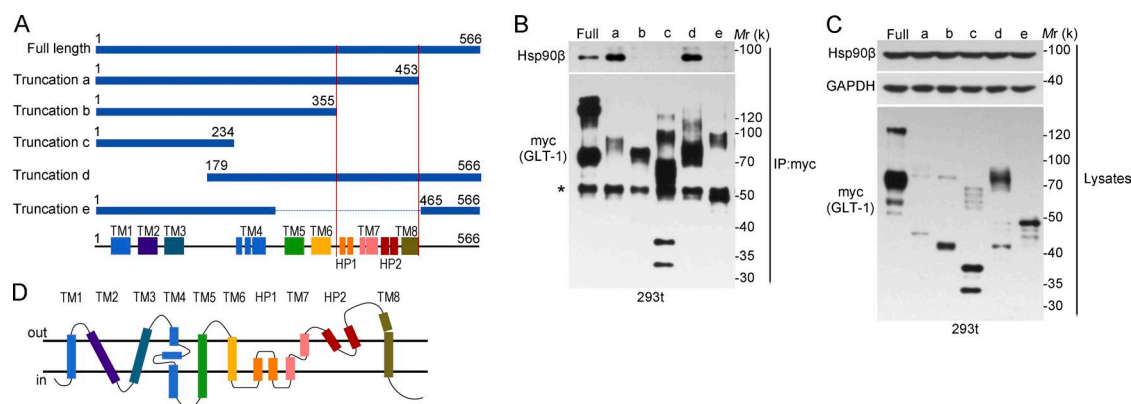 A
Full length 1 566
Truncation a 1 453
Truncation b 1 355
Truncation c 1 234
Truncation d 179 566
Truncation e 1 465 566
TM1 TM2 TM3 TM4 TM5 TM6 TM7 TM8
1 566
HP1 HP2
B
Full a b c d e Mr (k)
Hsp90β
100
myc
(GLT-1)
*
120
100
70
50
40
35
30
IP:myc
293t
C
Full a b c d e Mr (k)
Hsp90β
100
GAPDH
40
myc
(GLT-1)
120
100
70
50
40
35
30
Lysates
293t
D
TM1 TM2 TM3 TM4 TM5 TM6 HP1 TM7 HP2 TM8
out
in